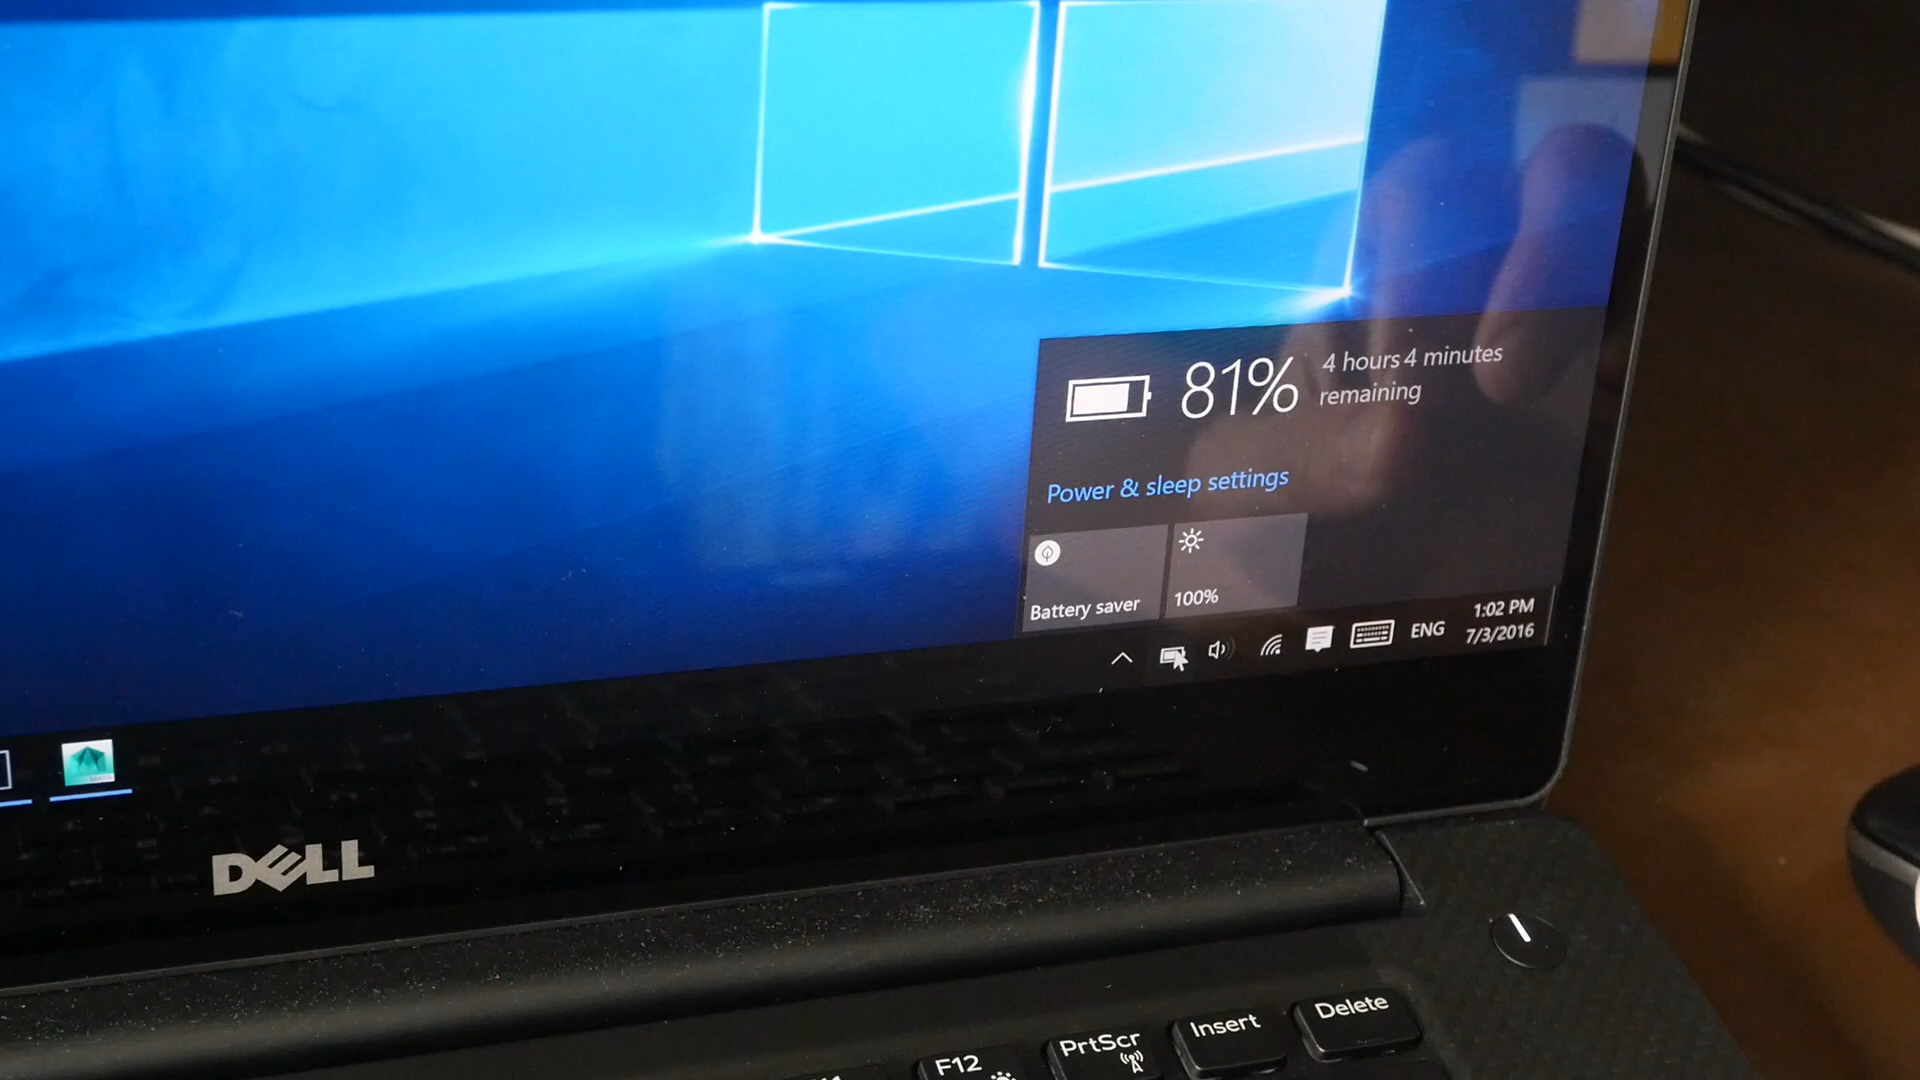 81%
4 hours 4 minutes
remaining
Power & sleep settings
Battery saver
100%
ENG
1:02 PM
7/3/2016
DELL
F12
PrtScr
Insert
Delete